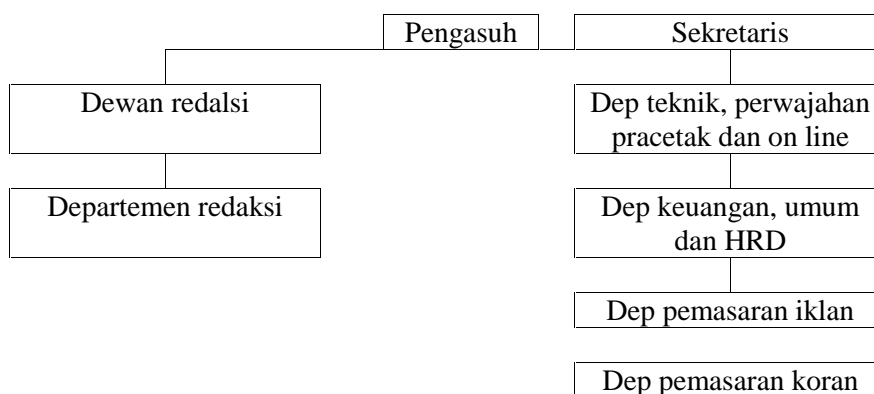 Pengasuh
Sekretaris
Dewan redalsi
Dep teknik, perwajahan
pracetak dan on line
Departemen redaksi
Dep keuangan, umum
dan HRD
Dep pemasaran iklan
Dep pemasaran koran